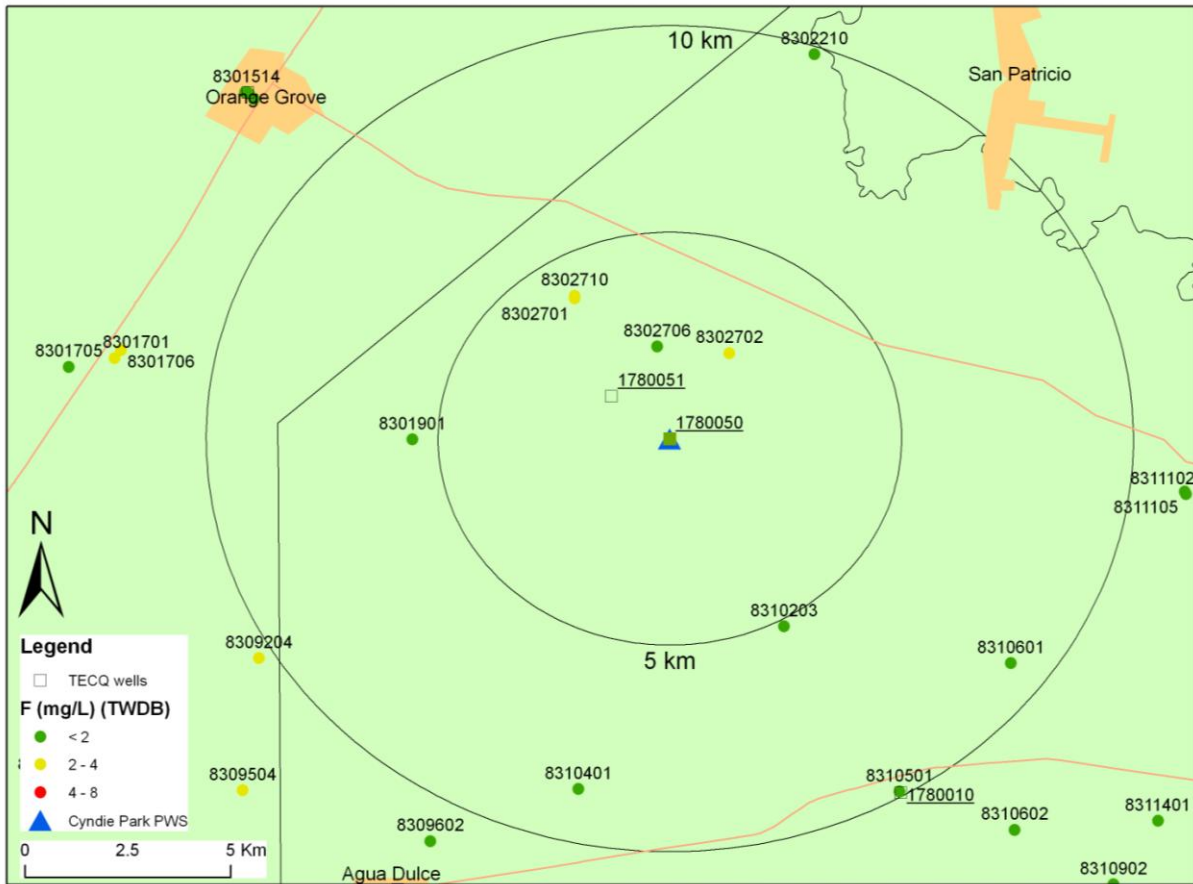 10 km
8302210
8301514
Orange Grove
San Patricio
8302710
8302701
8302706
8302702
8301701
8301705
8301706
1780051
8301901
1780050
8311102
8311105
N
8310203
8309204
8310601
5 km
Legend
TECQ wells
F (mg/L) (TWDB)
< 2
2 - 4
4 - 8
Cyndie Park PWS
8309504
8310401
8310501
1780010
8310602
8311401
8309602
0 2.5 5 Km
Agua Dulce
8310902